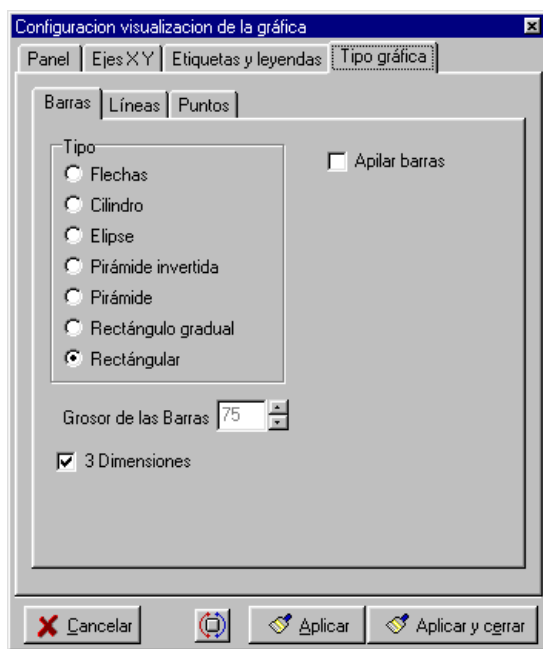 Configuracion visualizacion de la gráfica
Panel Ejes X Y Etiquetas y leyendas Tipo gráfica
Barras Líneas Puntos
Tipo
Flechas
Cilindro
Elipse
Pirámide invertida
Pirámide
Rectángulo gradual
Rectángular
Apilar barras
Grosor de las Barras 75
3 Dimensiones
Cancelar Aplicar Aplicar y cerrar